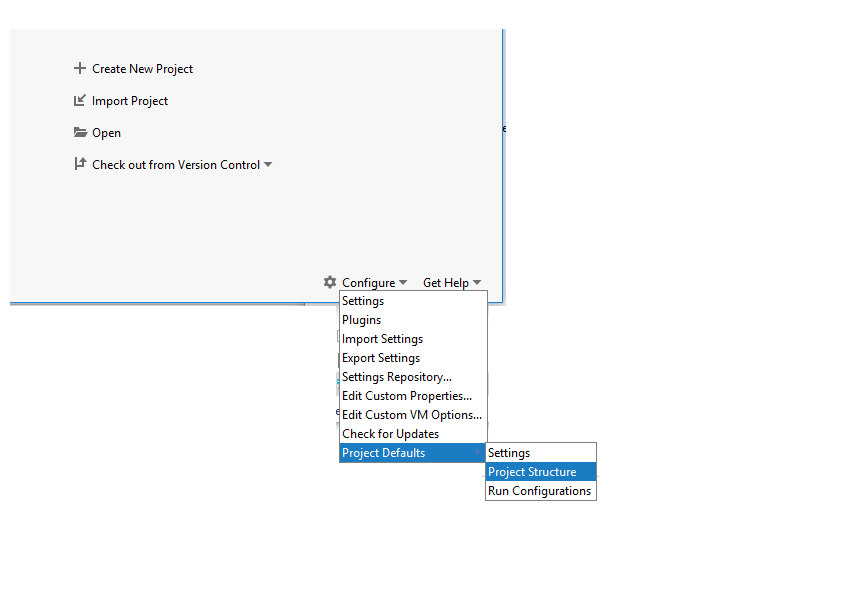 Create New Project
Import Project
Open
Check out from Version Control
Configure
Get Help
Settings
Plugins
Import Settings
Export Settings
Settings Repository...
Edit Custom Properties...
Edit Custom VM Options...
Check for Updates
Project Defaults
Settings
Project Structure
Run Configurations